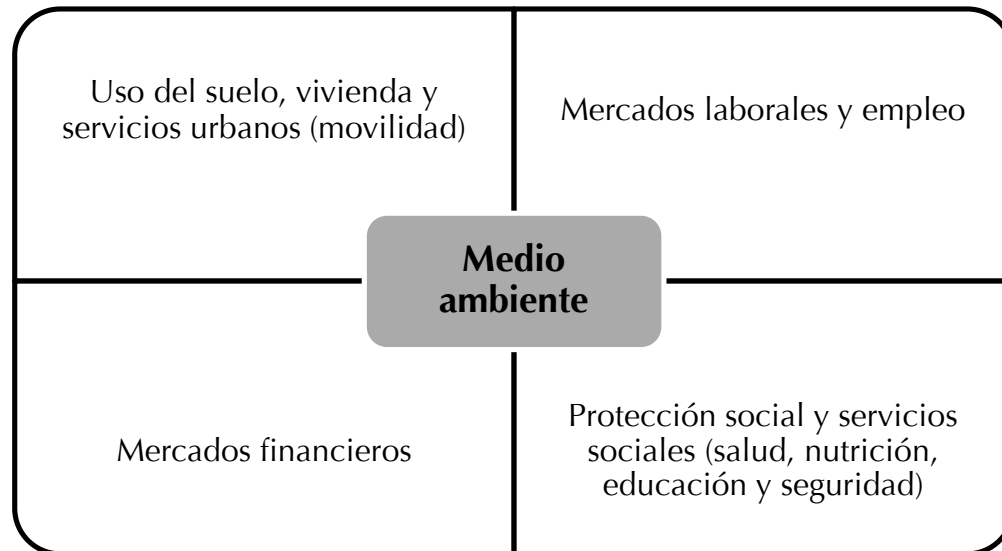 Uso del suelo, vivienda y
servicios urbanos (movilidad)
Mercados laborales y empleo
Medio
ambiente
Mercados financieros
Protección social y servicios
sociales (salud, nutrición,
educación y seguridad)